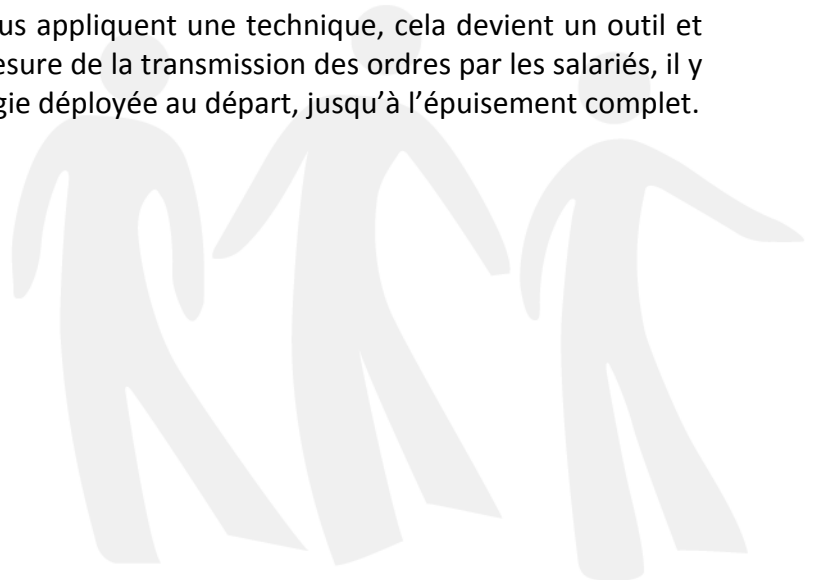 us appliquent une technique, cela devient un outil et
esure de la transmission des ordres par les salariés, il y
gie déployée au départ, jusqu’à l’épuisement complet.